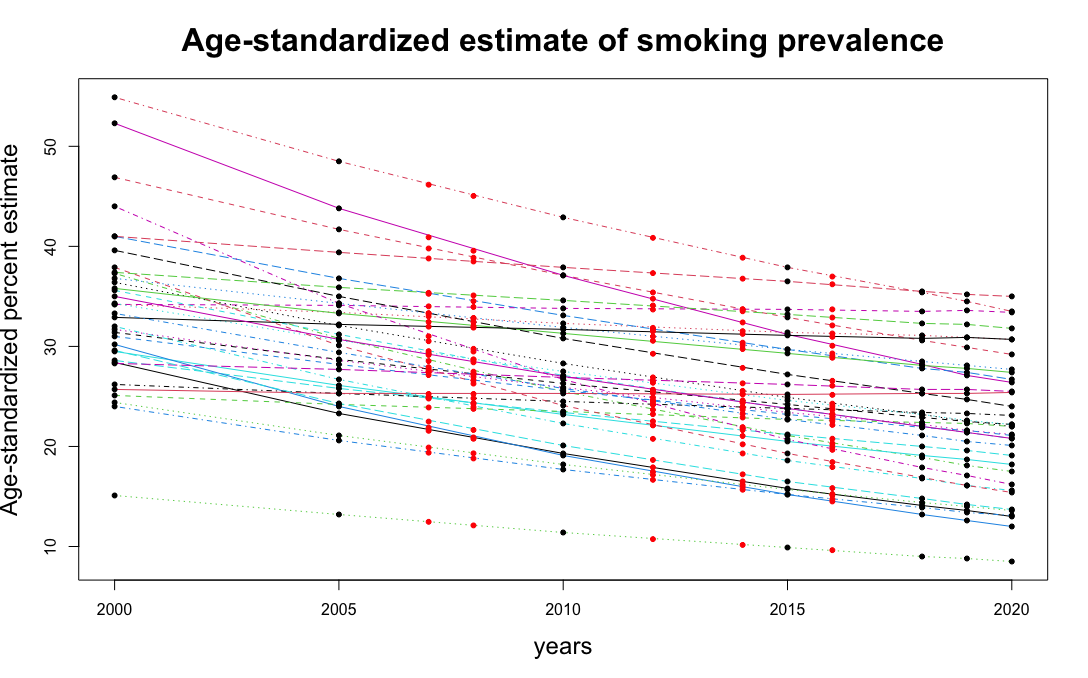 Age-standardized estimate of smoking prevalence
Age-standardized percent estimate
50
40
30
20
10
2000 2005 2010 2015 2020
years